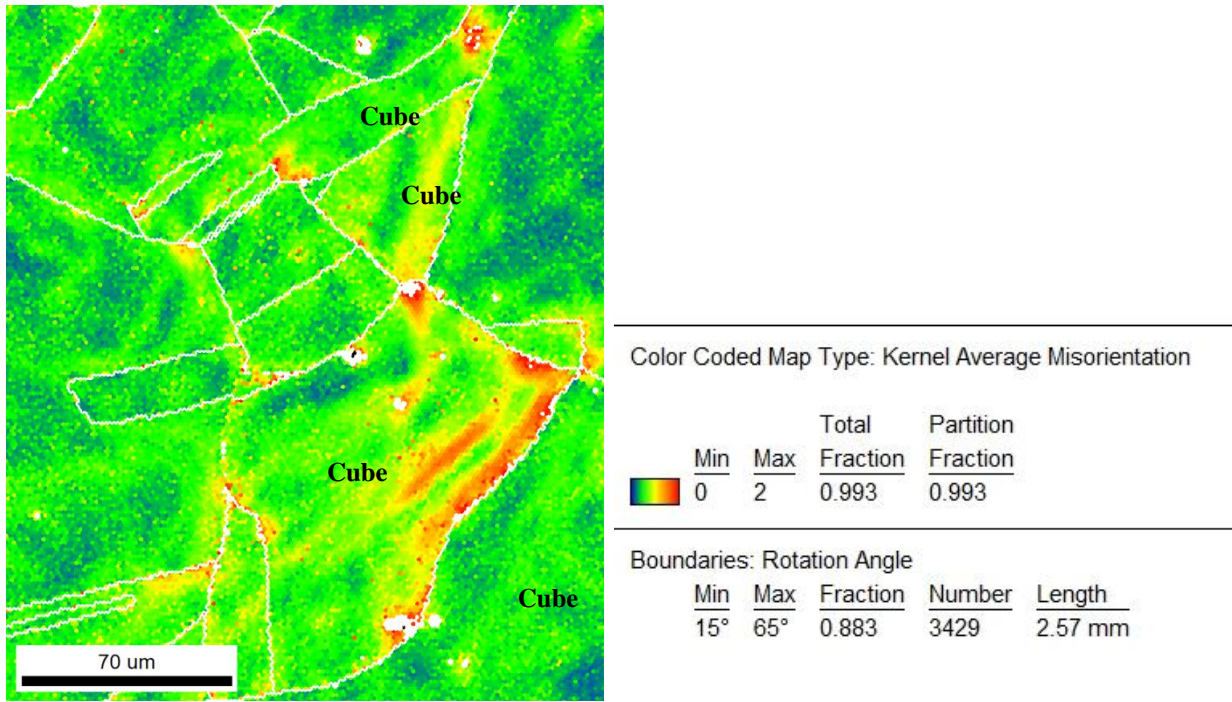 Cube
Cube
Cube
Cube
70 um
Color Coded Map Type: Kernel Average Misorientation
Total Partition
Min Max Fraction Fraction
0 2 0.993 0.993
Boundaries: Rotation Angle
Min Max Fraction Number Length
15° 65° 0.883 3429 2.57 mm